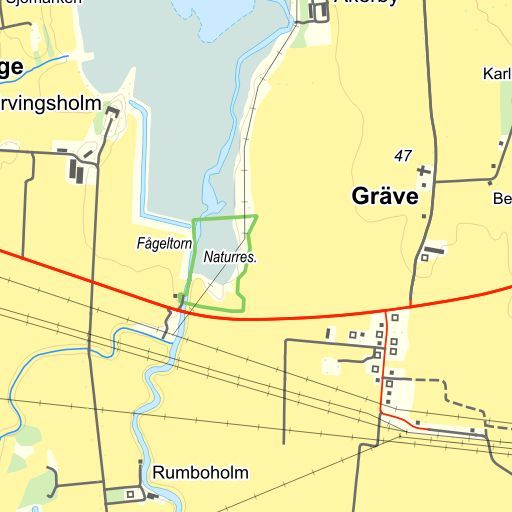 Sjömarken
Åkerby
ge
Karl
rvingsholm
47
Gräve
Be
Fågeltorn
Naturres.
Rumboholm